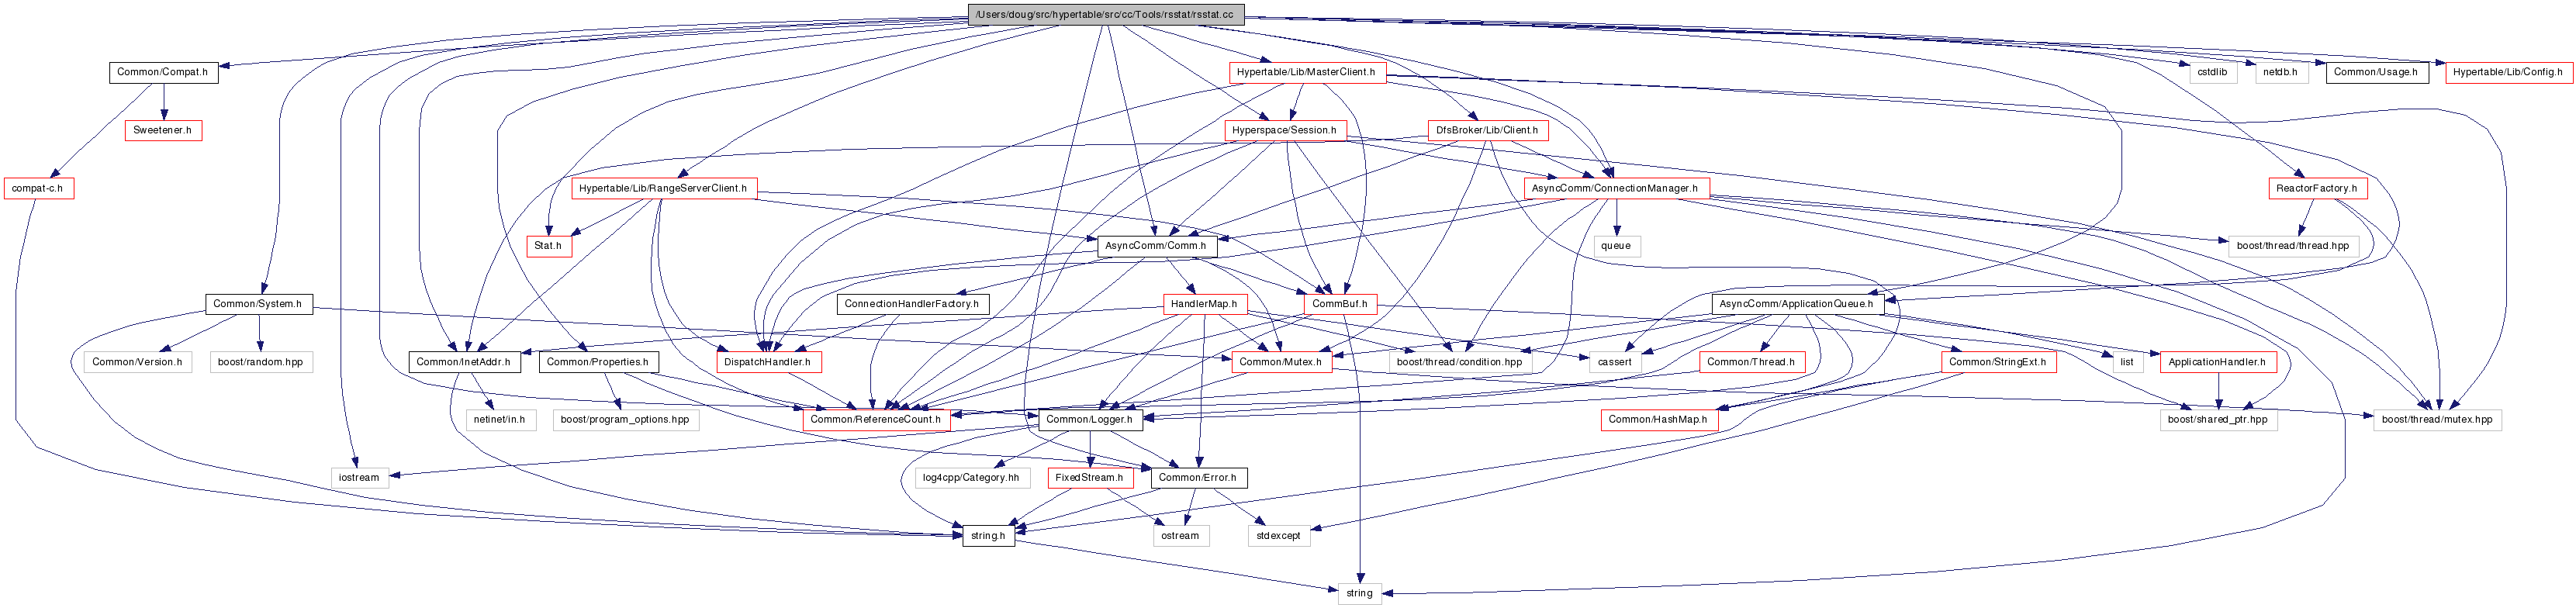 /Users/doug/src/hypertable/src/cc/Tools/rsstat/rsstat.cc
Common/Compat.h
Hypertable/Lib/MasterClient.h
cstdlib
netdb.h
Common/Usage.h
Hypertable/Lib/Config.h
Sweetener.h
Hyperspace/Session.h
DfsBroker/Lib/Client.h
compat-c.h
Hypertable/Lib/RangeServerClient.h
AsyncComm/ConnectionManager.h
ReactorFactory.h
Stat.h
AsyncComm/Comm.h
queue
boost/thread/thread.hpp
Common/System.h
ConnectionHandlerFactory.h
HandlerMap.h
CommBuf.h
AsyncComm/ApplicationQueue.h
Common/Version.h
boost/random.hpp
Common/InetAddr.h
Common/Properties.h
DispatchHandler.h
Common/Mutex.h
boost/thread/condition.hpp
cassert
Common/Thread.h
Common/StringExt.h
list
ApplicationHandler.h
netinet/in.h
boost/program_options.hpp
Common/ReferenceCount.h
Common/Logger.h
Common/HashMap.h
boost/shared_ptr.hpp
boost/thread/mutex.hpp
iostream
log4cpp/Category.hh
FixedStream.h
Common/Error.h
string.h
ostream
stdexcept
string